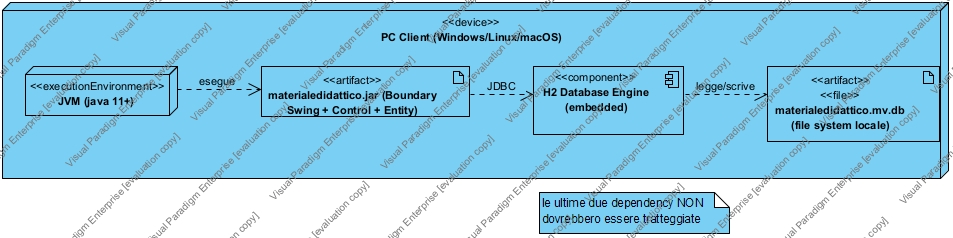 <<device>>
PC Client (Windows/Linux/macOS)
<<executionEnvironment>>
JVM (java 11+)
esegue
<<artifact>>
materialedidattico.jar (Boundary
Swing + Control + Entity)
JDBC
<<component>>
H2 Database Engine
(embedded)
legge/scrive
<<artifact>>
<<file>>
materialedidattico.mv.db
(file system locale)
le ultime due dependency NON
dovrebbero essere tratteggiate
Visual Paradigm Enterprise [evaluation copy]